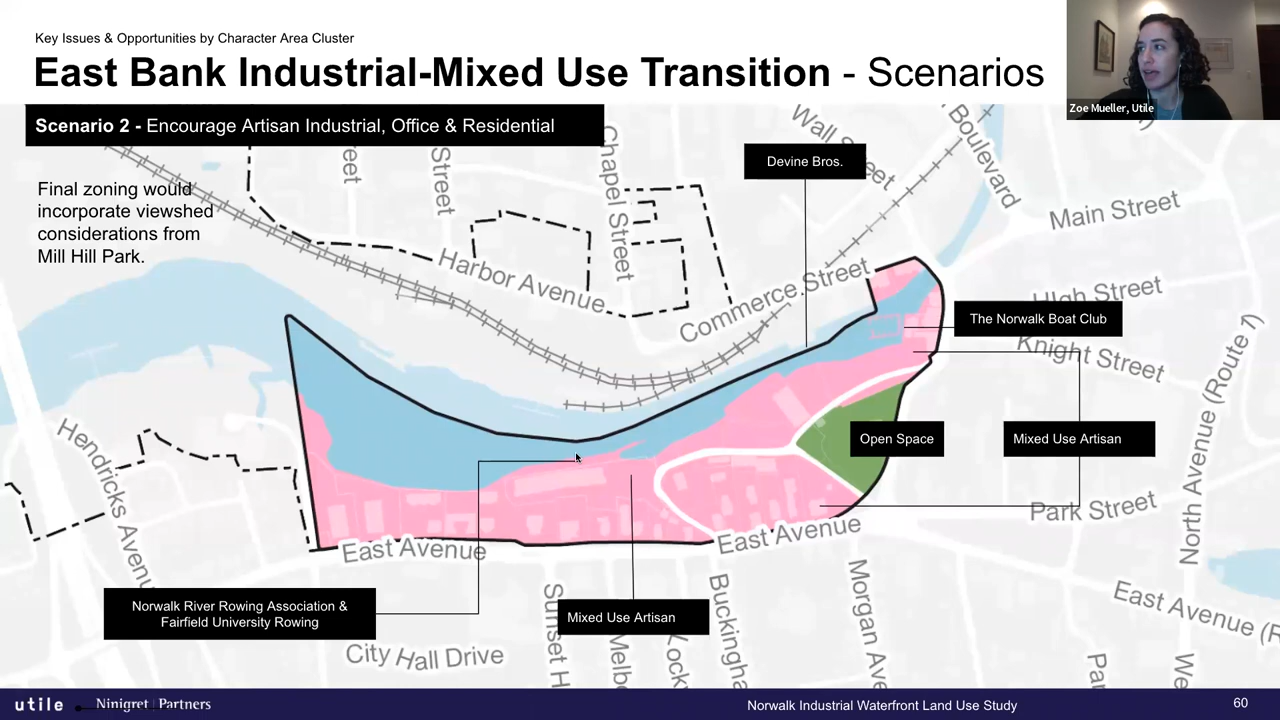 Key Issues & Opportunities by Character Area Cluster
East Bank Industrial-Mixed Use Transition - Scenarios
Zoe Mueller, Utile
Scenario 2 - Encourage Artisan Industrial, Office & Residential
Final zoning would
incorporate viewshed
considerations from
Mill Hill Park.
Devine Bros.
Wall Street
Boulevard
Main Street
Street
Chapel Street
Harbor Avenue
Commerce Street
High Street
The Norwalk Boat Club
Knight Street
North Avenue (Route 7)
Open Space
Mixed Use Artisan
Hendricks Avenue
Park Street
East Avenue
East Avenue
Norwalk River Rowing Association &
Fairfield University Rowing
Mixed Use Artisan
Morgan Ave
East Avenue (R
City Hall Drive
Sunset H
Melb
Buckingha
Par
We
utile
Ninigret Partners
Norwalk Industrial Waterfront Land Use Study
60